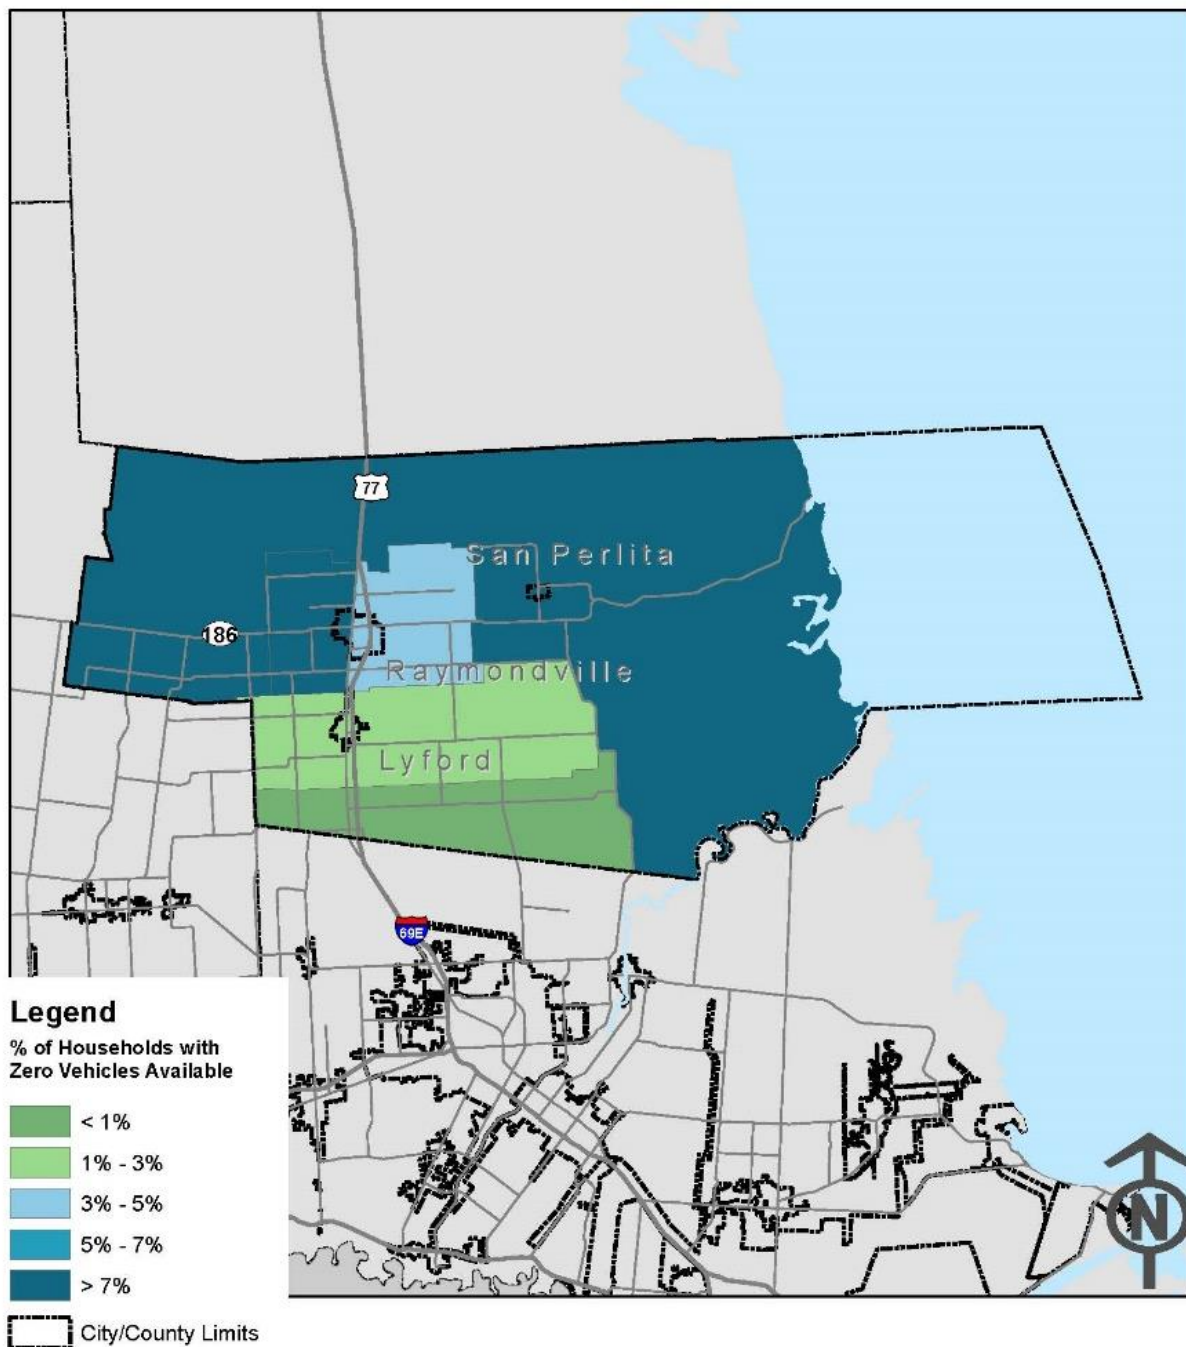 77
San Perlita
186
Raymondville
Lyford
69E
Legend
% of Households with
Zero Vehicles Available
< 1%
1% - 3%
3% - 5%
5% - 7%
> 7%
City/County Limits
N